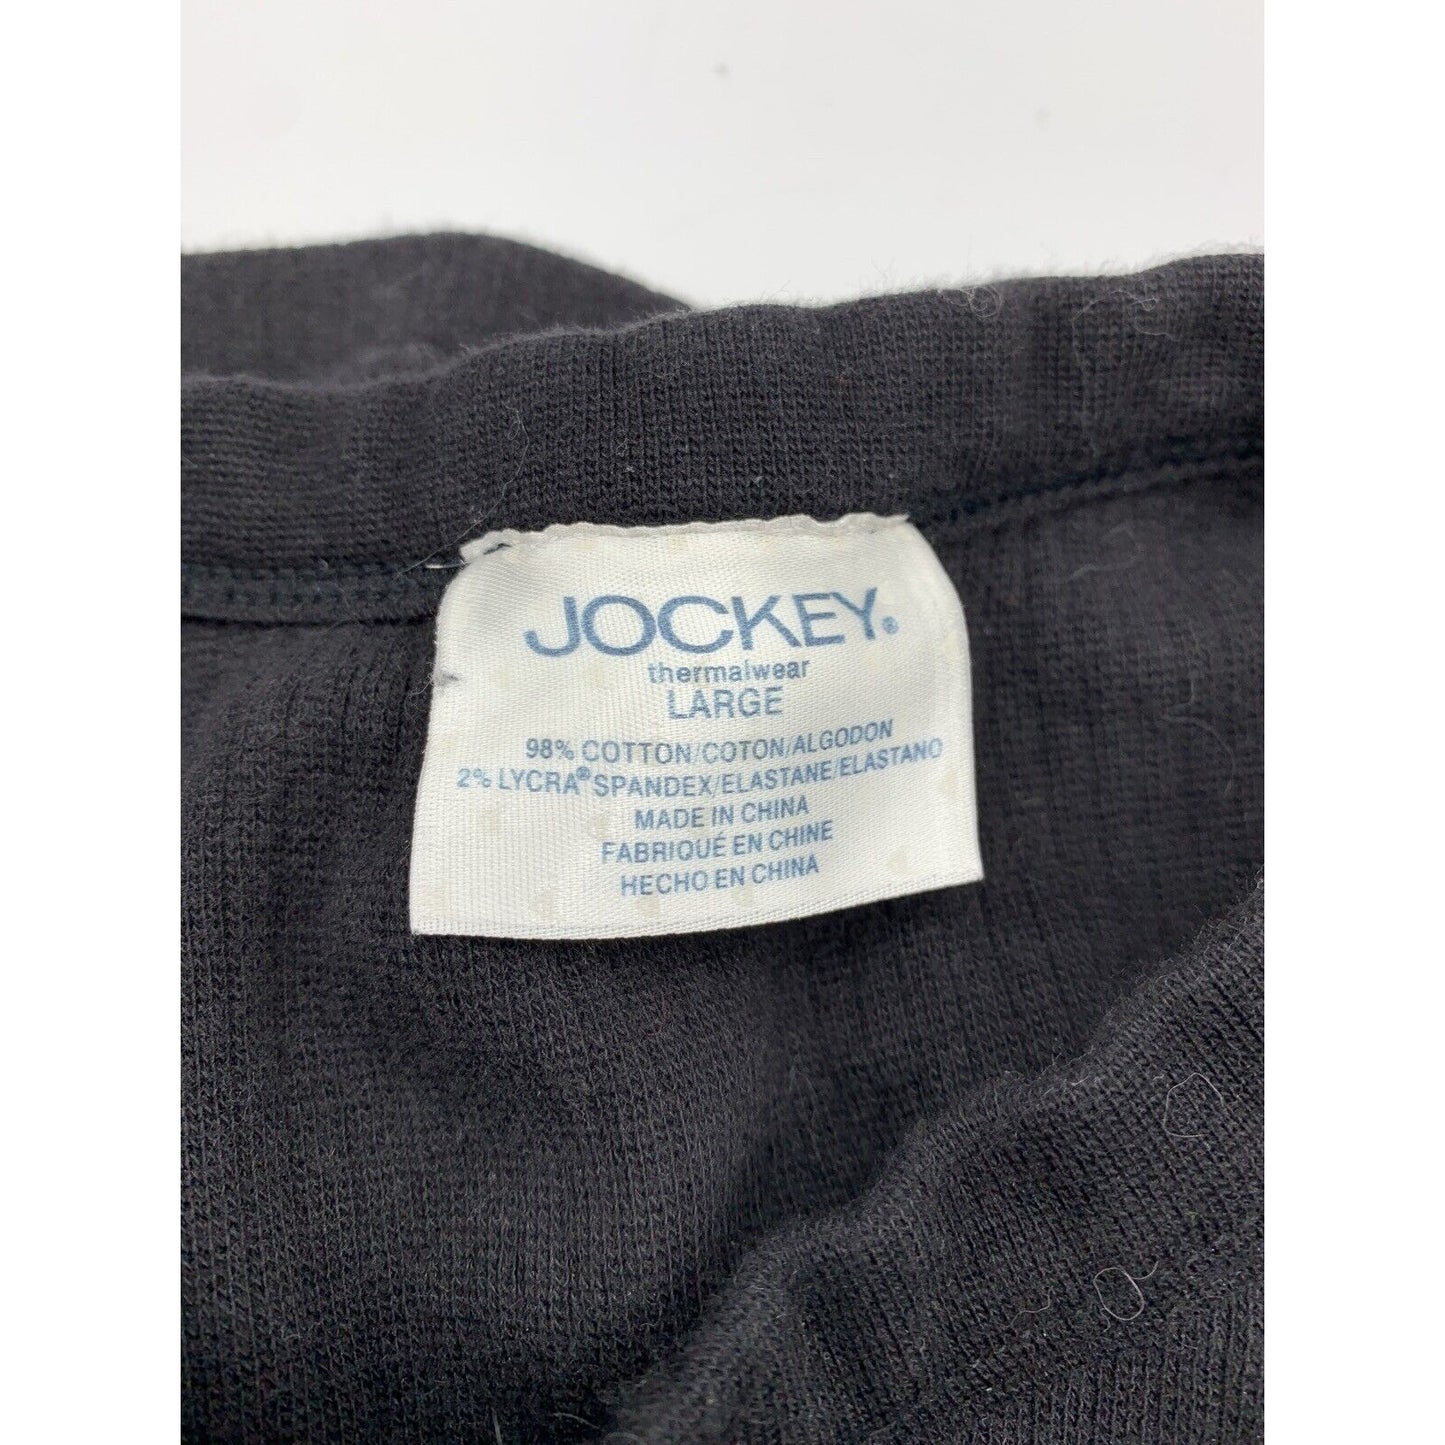 JOCKEY®
thermalwear
LARGE
98% COTTON/COTON/ALGODON
2% LYCRA® SPANDEX/ELASTANE/ELASTANO
MADE IN CHINA
FABRIQUÉ EN CHINE
HECHO EN CHINA